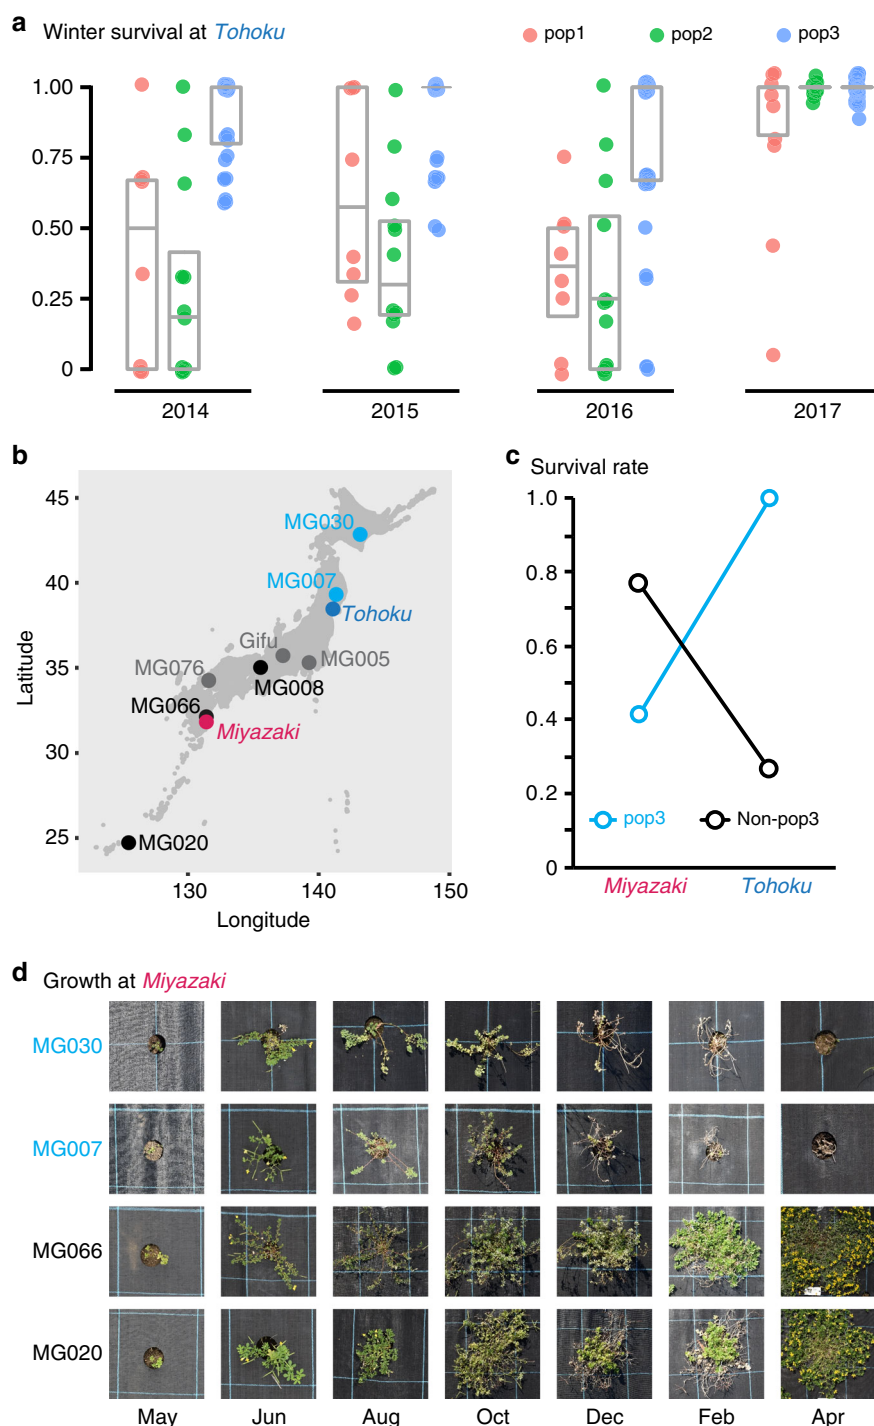 a Winter survival at Tohoku
pop1 pop2 pop3
1.00
0.75
0.50
0.25
0
2014 2015 2016 2017
b
45
40
35
30
25
Latitude
MG030
MG007
Tohoku
Gifu
MG005
MG076
MG008
MG066
Miyazaki
MG020
130 140 150
Longitude
c Survival rate
1.0
0.8
0.6
0.4
0.2
0
pop3 Non-pop3
Miyazaki Tohoku
d Growth at Miyazaki
MG030
MG007
MG066
MG020
May Jun Aug Oct Dec Feb Apr